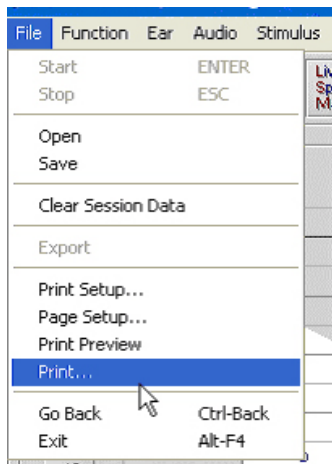 File Function Ear Audio Stimulus
Start ENTER
Stop ESC
Open
Save
Clear Session Data
Export
Print Setup...
Page Setup...
Print Preview
Print...
Go Back Ctrl-Back
Exit Alt-F4